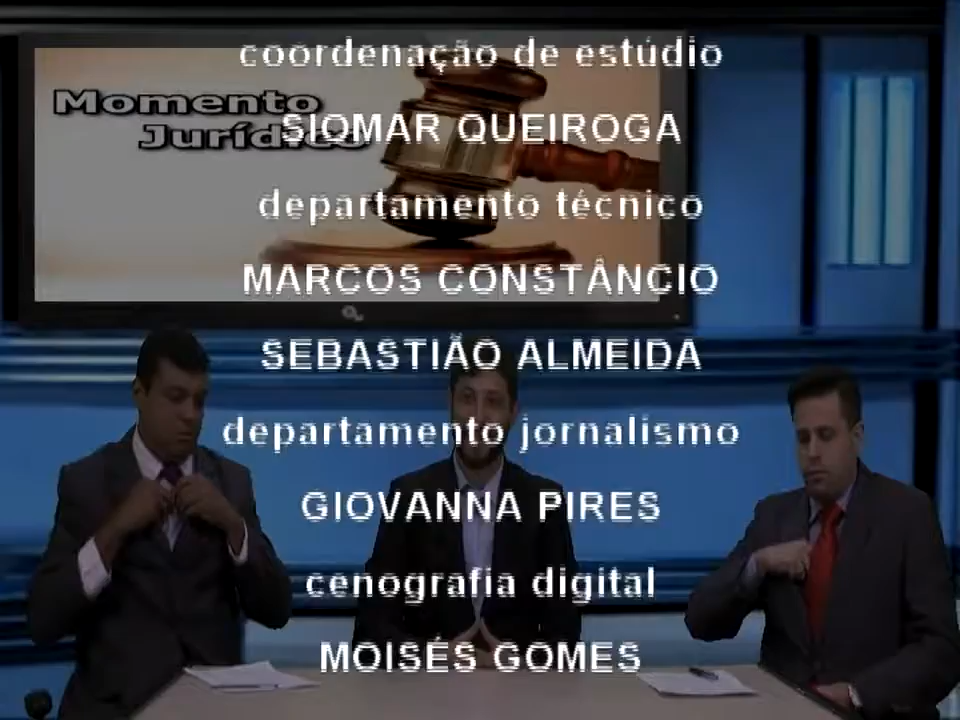 coordenação de estúdio
Momento
Jurídico
SIOMAR QUEIROGA
departamento técnico
MARCOS CONSTÂNCIO
SEBASTIÃO ALMEIDA
departamento jornalismo
GIOVANNA PIRES
cenografia digital
MOISÉS GOMES